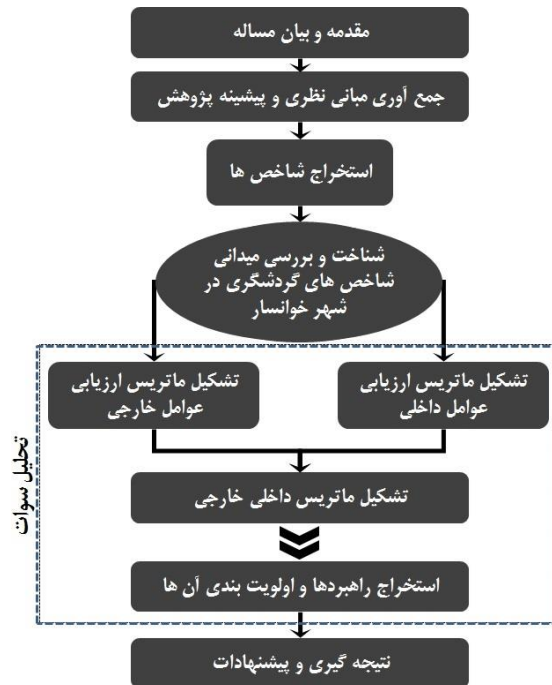 مقدمه و بیان مساله
جمع آوری مبانی نظری و پیشینه پژوهش
استخراج شاخص ها
شناخت و بررسی میدانی
شاخص های گردشگری در
شهر خوانسار
تشکیل ماتریس ارزیابی
عوامل داخلی
تشکیل ماتریس ارزیابی
عوامل خارجی
تحلیل سوات
تشکیل ماتریس داخلی خارجی
استخراج راهبردها و اولویت بندی آن ها
نتیجه گیری و پیشنهادات